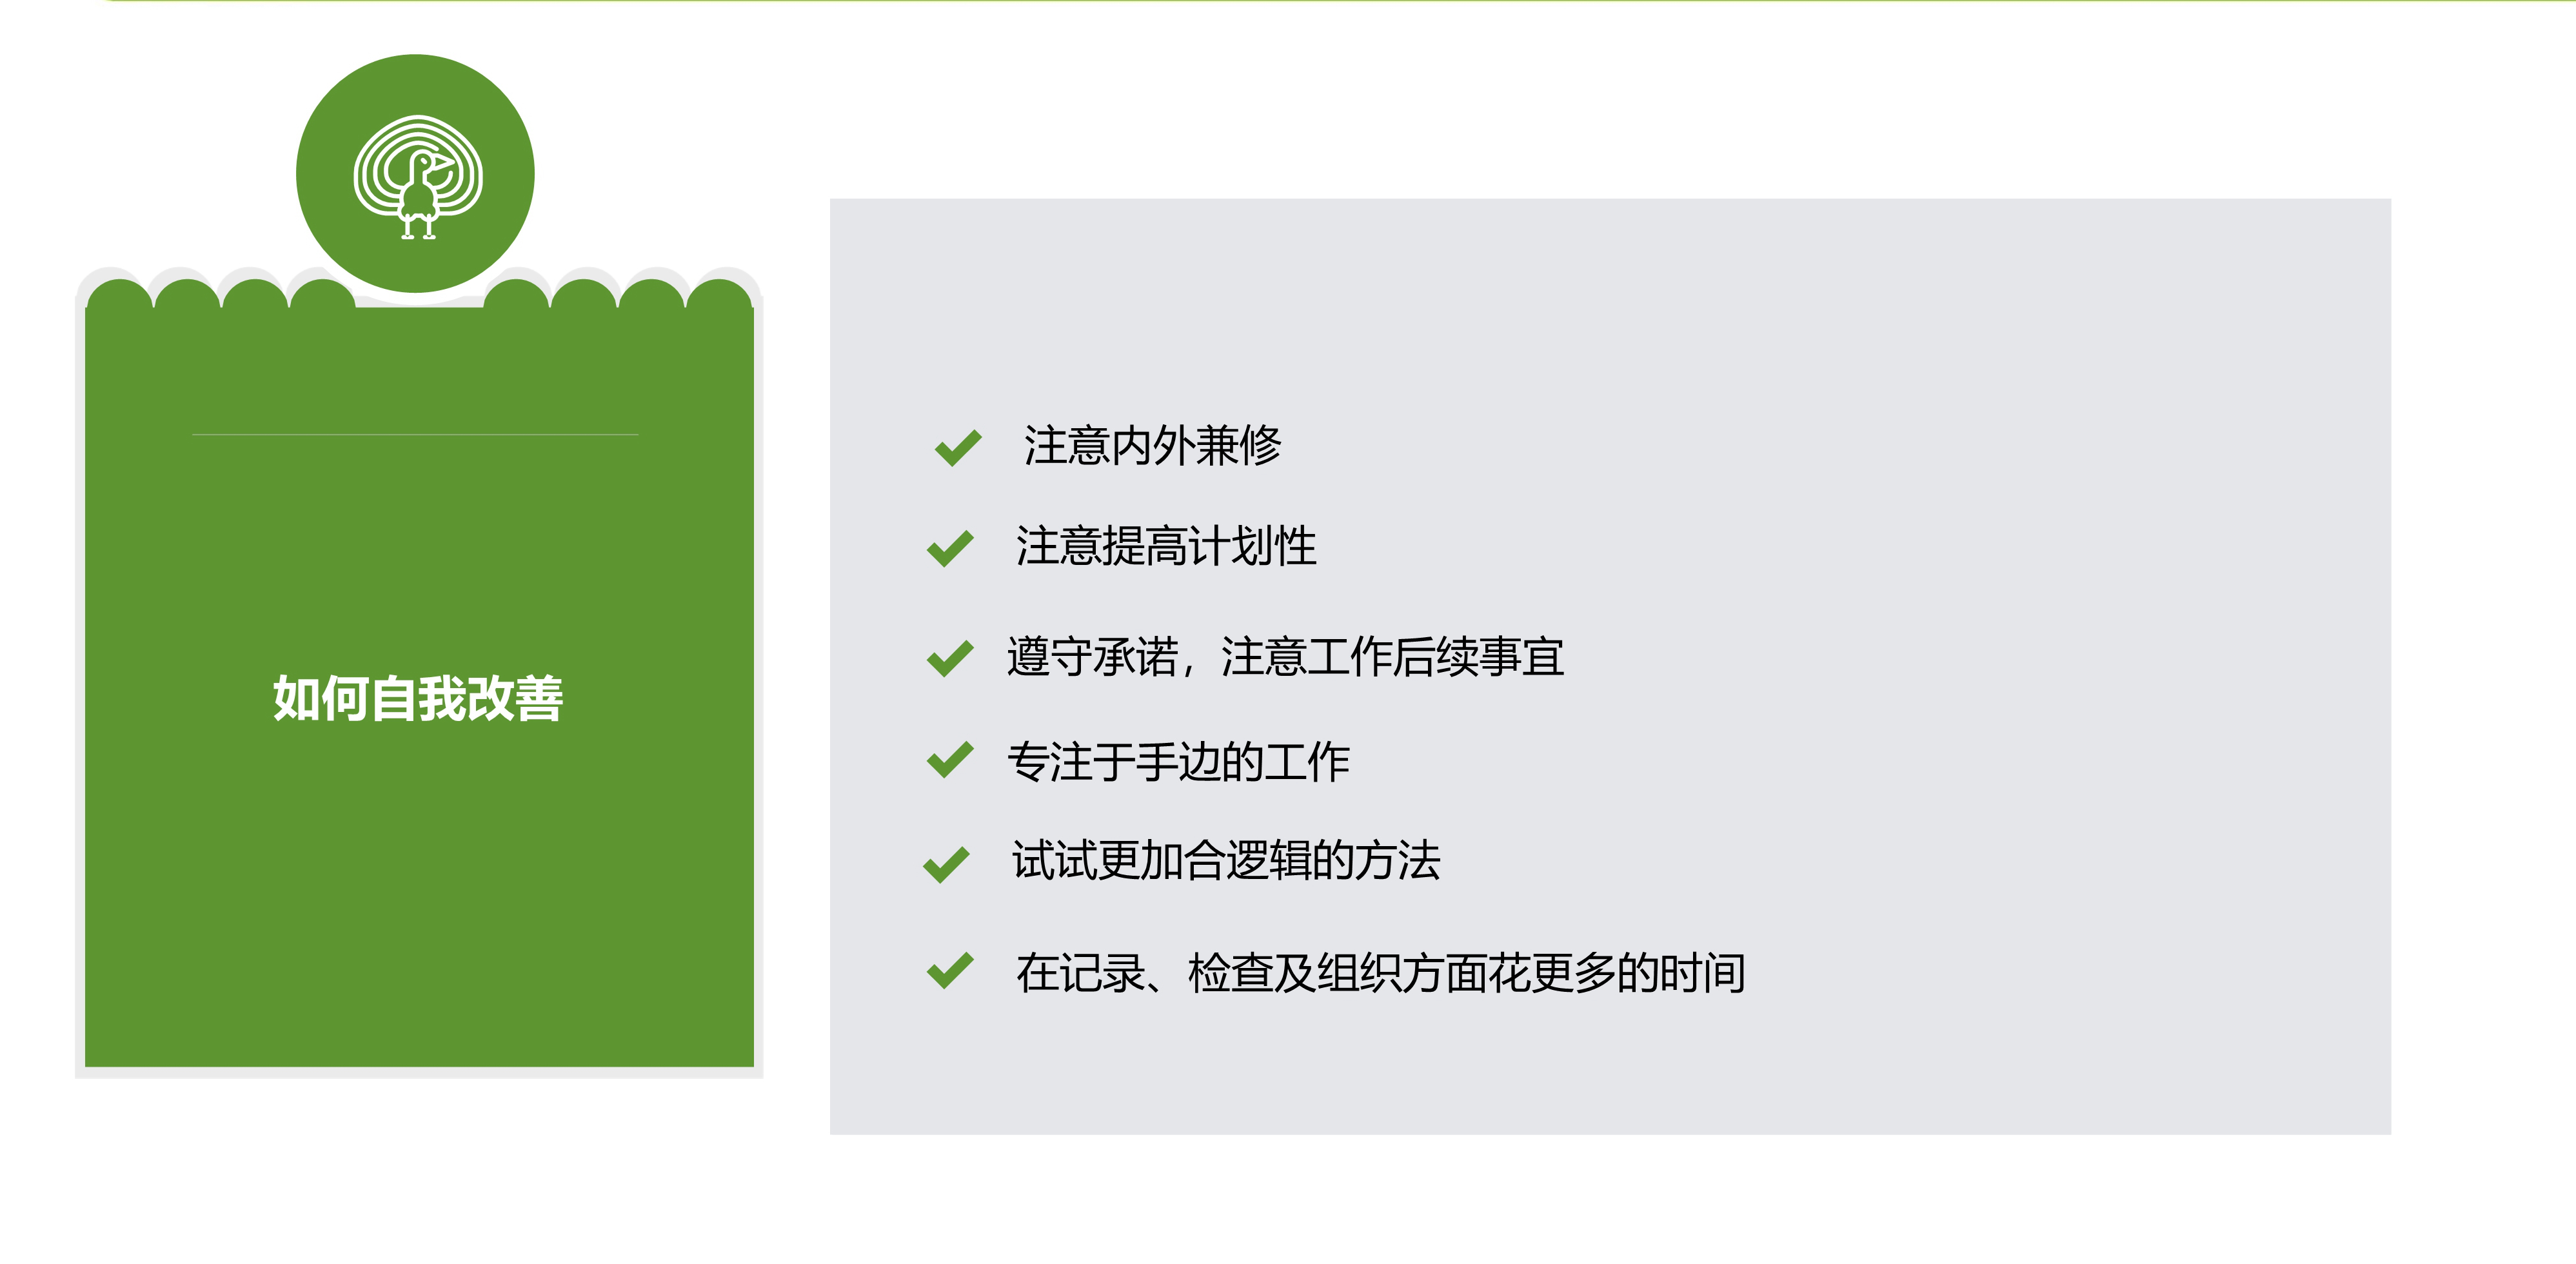 如何自我改善
注意内外兼修
注意提高计划性
遵守承诺，注意工作后续事宜
专注于手边的工作
试试更加合逻辑的方法
在记录、检查及组织方面花更多的时间